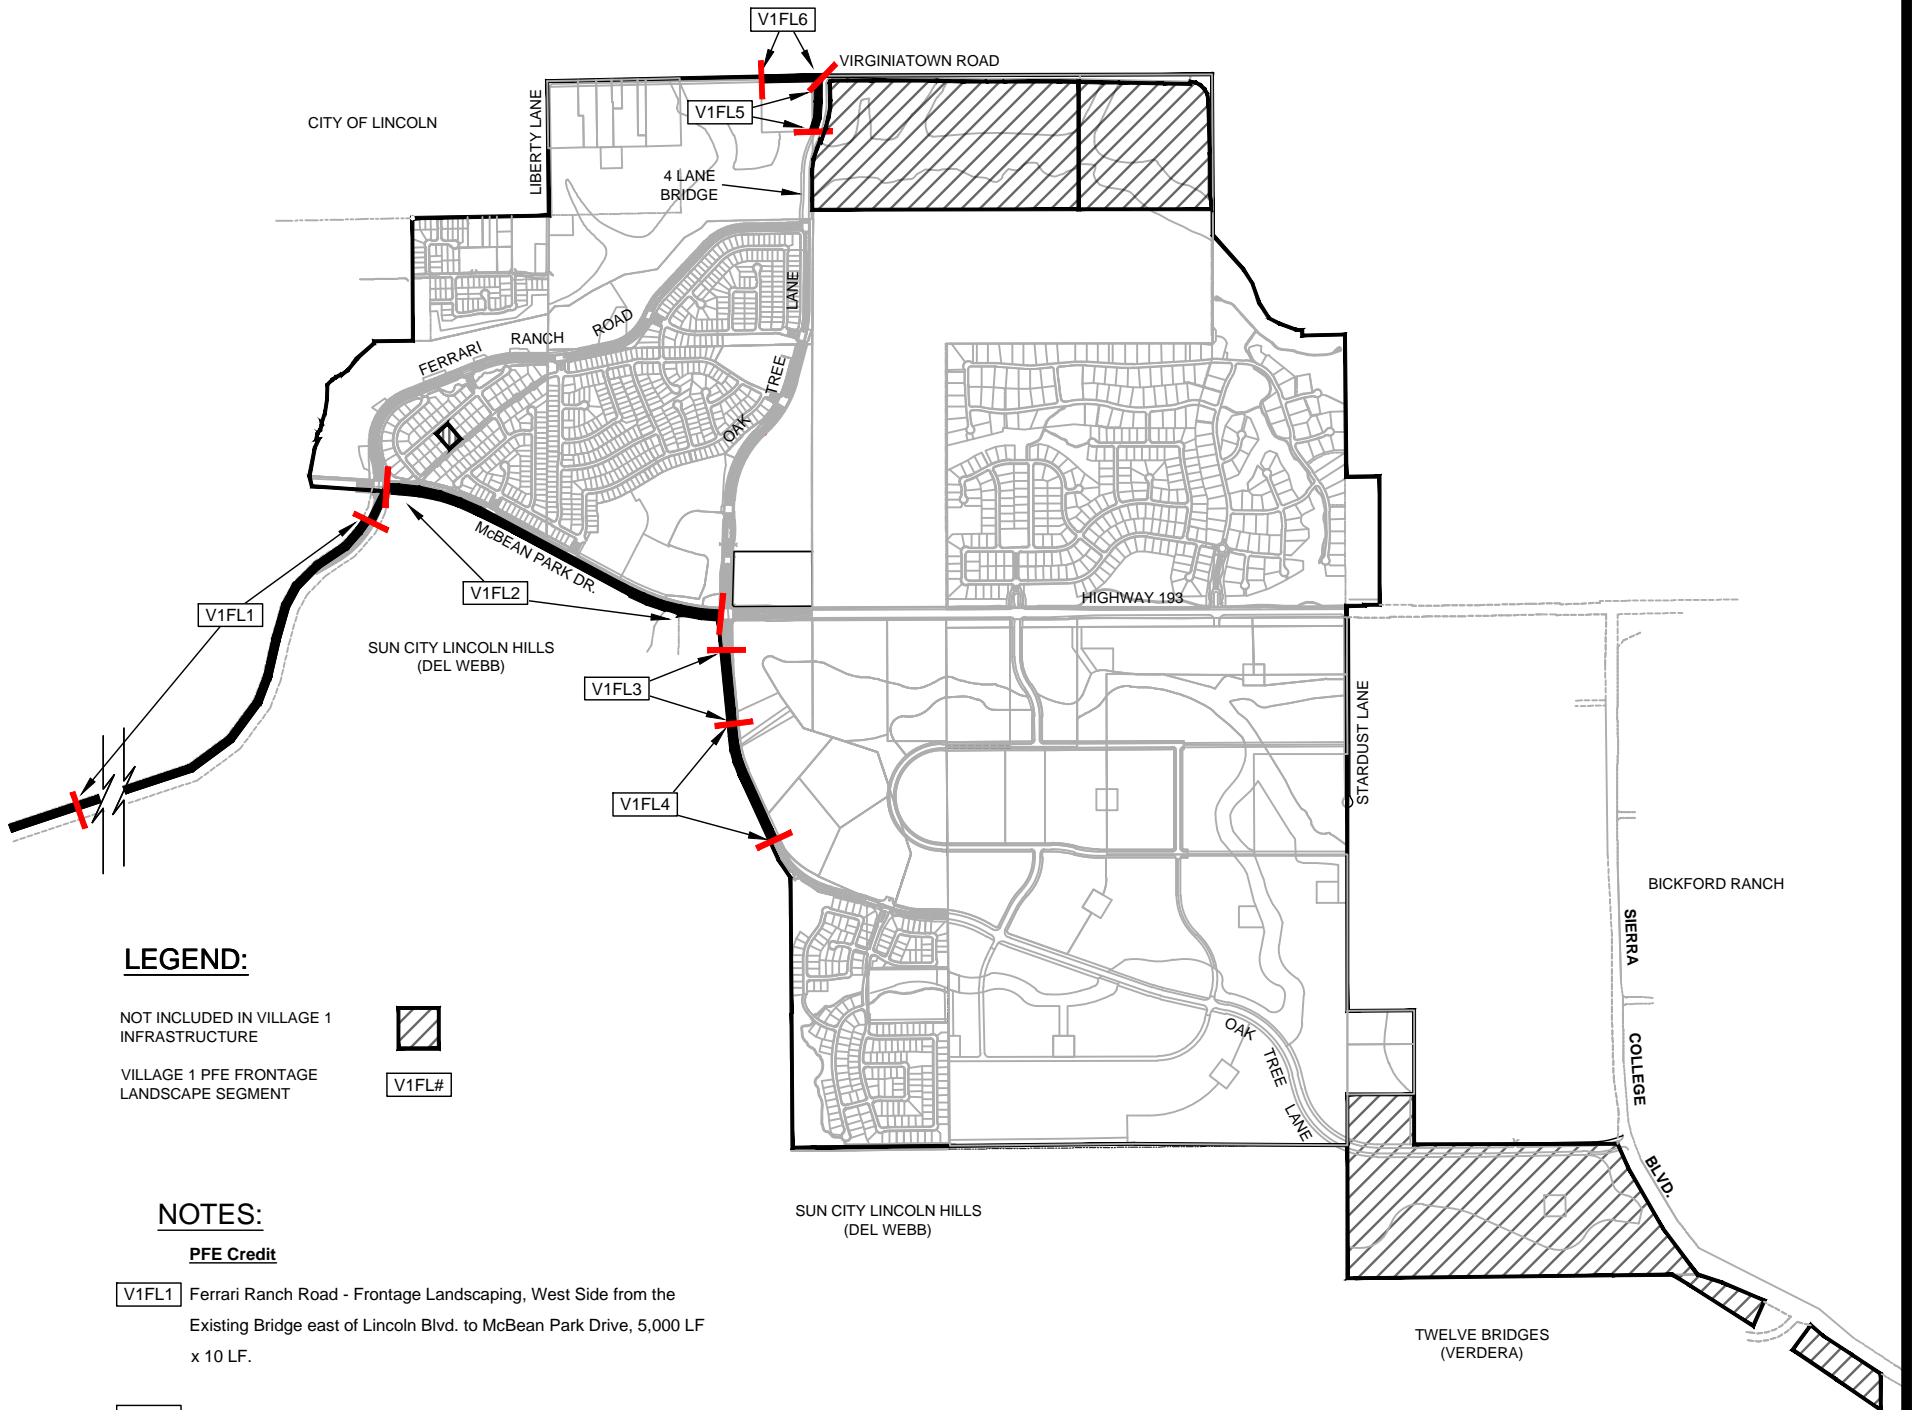 V1FL6
VIRGINIATOWN ROAD
V1FL5
CITY OF LINCOLN
LIBERTY LANE
4 LANE
BRIDGE
LANE
TREE
OAK
FERRARI
RANCH
ROAD
McBEAN PARK DR.
V1FL2
V1FL1
HIGHWAY 193
SUN CITY LINCOLN HILLS
(DEL WEBB)
V1FL3
V1FL4
STARDUST LANE
BICKFORD RANCH
SIERRA
COLLEGE
BLVD.
OAK
TREE
LANE
LEGEND:
NOT INCLUDED IN VILLAGE 1
INFRASTRUCTURE
VILLAGE 1 PFE FRONTAGE
LANDSCAPE SEGMENT
V1FL#
SUN CITY LINCOLN HILLS
(DEL WEBB)
TWELVE BRIDGES
(VERDERA)
NOTES:
PFE Credit
V1FL1 Ferrari Ranch Road - Frontage Landscaping, West Side from the
Existing Bridge east of Lincoln Blvd. to McBean Park Drive, 5,000 LF
x 10 LF.